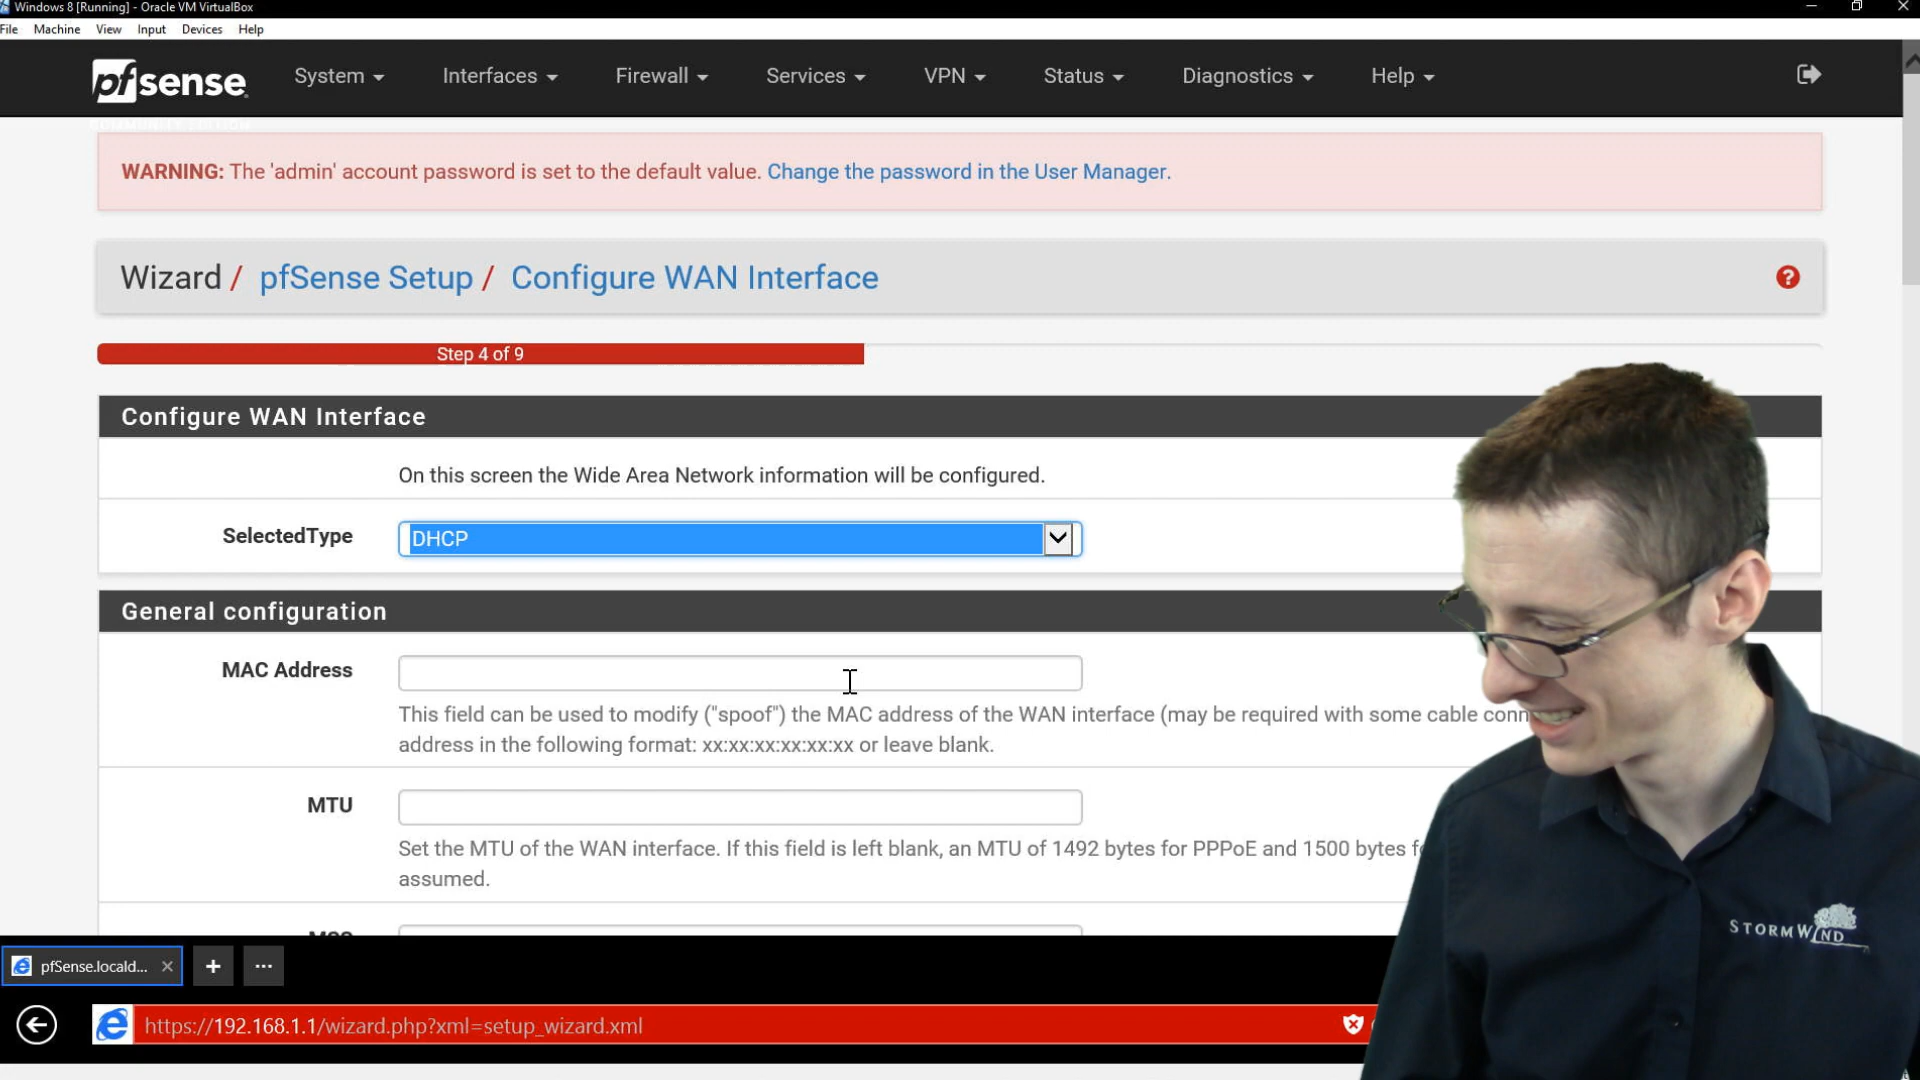 Windows 8 [Running] - Oracle VM VirtualBox
File Machine View Input Devices Help
pfsense System Interfaces Firewall Services VPN Status Diagnostics Help
WARNING: The 'admin' account password is set to the default value. Change the password in the User Manager.
Wizard / pfSense Setup / Configure WAN Interface
Step 4 of 9
Configure WAN Interface
On this screen the Wide Area Network information will be configured.
SelectedType DHCP
General configuration
MAC Address
This field can be used to modify ("spoof") the MAC address of the WAN interface (may be required with some cable
address in the following format: xx:xx:xx:xx:xx:xx or leave blank.
MTU
Set the MTU of the WAN interface. If this field is left blank, an MTU of 1492 bytes for PPPoE and 1500 bytes
assumed.
STORMWIND
pfSense.locald...
https://192.168.1.1/wizard.php?xml=setup_wizard.xml